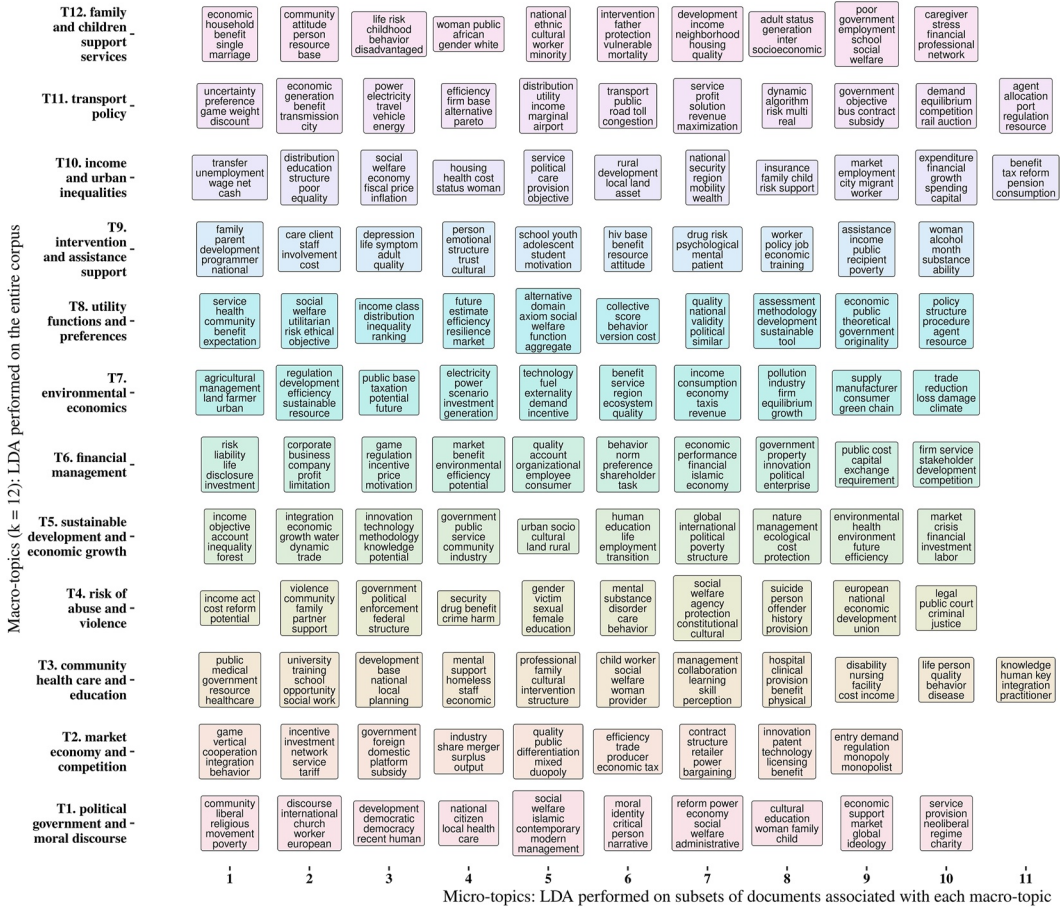 Macro-topics (k = 12): LDA performed on the entire corpus
T12. family
and children
support
services
economic
household
benefit
single
marriage
community
attitude
person
resource
base
life risk
childhood
behavior
disadvantaged
woman public
african
gender white
national
ethnic
cultural
worker
minority
intervention
father
protection
vulnerable
mortality
development
income
neighborhood
housing
quality
adult status
generation
inter
socioeconomic
poor
government
employment
school
social
welfare
caregiver
stress
financial
professional
network
T11. transport
policy
uncertainty
preference
game weight
discount
economic
generation
benefit
transmission
city
power
electricity
travel
vehicle
energy
efficiency
firm base
alternative
pareto
distribution
utility
income
marginal
airport
transport
public
road toll
congestion
service
profit
solution
revenue
maximization
dynamic
algorithm
risk multi
real
government
objective
bus contract
subsidy
demand
equilibrium
competition
rail auction
agent
allocation
port
regulation
resource
T10. income
and urban
inequalities
transfer
unemployment
wage net
cash
distribution
education
structure
poor
equality
social
welfare
economy
fiscal price
inflation
housing
health cost
status woman
service
political
care
provision
objective
rural
development
local land
asset
national
security
region
mobility
wealth
insurance
family child
risk support
market
employment
city migrant
worker
expenditure
financial
growth
spending
capital
benefit
tax reform
pension
consumption
T9.
intervention
and assistance
support
family
parent
development
programmer
national
care client
staff
involvement
cost
depression
life symptom
adult
quality
person
emotional
structure
trust
cultural
school youth
adolescent
student
motivation
hiv base
benefit
resource
attitude
drug risk
psychological
mental
patient
worker
policy job
economic
training
assistance
income
public
recipient
poverty
woman
alcohol
month
substance
ability
T8. utility
functions and
preferences
service
health
community
benefit
expectation
social
welfare
utilitarian
risk ethical
objective
income class
distribution
inequality
ranking
future
estimate
efficiency
resilience
market
alternative
domain
axiom social
welfare
function
aggregate
collective
score
behavior
version cost
quality
national
validity
political
similar
assessment
methodology
development
sustainable
tool
economic
public
theoretical
government
originality
policy
structure
procedure
agent
resource
T7.
environmental
economics
agricultural
management
land farmer
urban
regulation
development
efficiency
sustainable
resource
public base
taxation
potential
future
electricity
power
scenario
investment
generation
technology
fuel
externality
demand
incentive
benefit
service
region
ecosystem
quality
income
consumption
economy
taxis
revenue
pollution
industry
firm
equilibrium
growth
supply
manufacturer
consumer
green chain
trade
reduction
loss damage
climate
T6. financial
management
risk
liability
life
disclosure
investment
corporate
business
company
profit
limitation
game
regulation
incentive
price
motivation
market
benefit
environmental
efficiency
potential
quality
account
organizational
employee
consumer
behavior
norm
preference
shareholder
task
economic
performance
financial
islamic
economy
government
property
innovation
political
enterprise
public cost
capital
exchange
requirement
firm service
stakeholder
development
competition
T5. sustainable
development and
economic growth
income
objective
account
inequality
forest
integration
economic
growth water
dynamic
trade
innovation
technology
methodology
knowledge
potential
government
public
service
community
industry
urban socio
cultural
land rural
human
education
life
employment
transition
global
international
political
poverty
structure
nature
management
ecological
cost
protection
environmental
health
environment
future
efficiency
market
crisis
financial
investment
labor
T4. risk of
abuse and
violence
income act
cost reform
potential
violence
community
family
partner
support
government
political
enforcement
federal
structure
security
drug benefit
crime harm
gender
victim
sexual
female
education
mental
substance
disorder
care
behavior
social
welfare
agency
protection
constitutional
cultural
suicide
person
offender
history
provision
european
national
economic
development
union
legal
public court
criminal
justice
T3. community
health care and
education
public
medical
government
resource
healthcare
university
training
school
opportunity
social work
development
base
national
local
planning
mental
support
homeless
staff
economic
professional
family
cultural
intervention
structure
child worker
social
welfare
woman
provider
management
collaboration
learning
skill
perception
hospital
clinical
provision
benefit
physical
disability
nursing
facility
cost income
life person
quality
behavior
disease
knowledge
human key
integration
practitioner
T2. market
economy and
competition
game
vertical
cooperation
integration
behavior
incentive
investment
network
service
tariff
government
foreign
domestic
platform
subsidy
industry
share merger
surplus
output
quality
public
differentiation
mixed
duopoly
efficiency
trade
producer
economic tax
contract
structure
retailer
power
bargaining
innovation
patent
technology
licensing
benefit
entry demand
regulation
monopoly
monopolist
T1. political
government and
moral discourse
community
liberal
religious
movement
poverty
discourse
international
church
worker
european
development
democratic
democracy
recent human
national
citizen
local health
care
social
welfare
islamic
contemporary
modern
management
moral
identity
critical
person
narrative
reform power
economy
social
welfare
administrative
cultural
education
woman family
child
economic
support
market
global
ideology
service
provision
neoliberal
regime
charity
1 2 3 4 5 6 7 8 9 10 11
Micro-topics: LDA performed on subsets of documents associated with each macro-topic